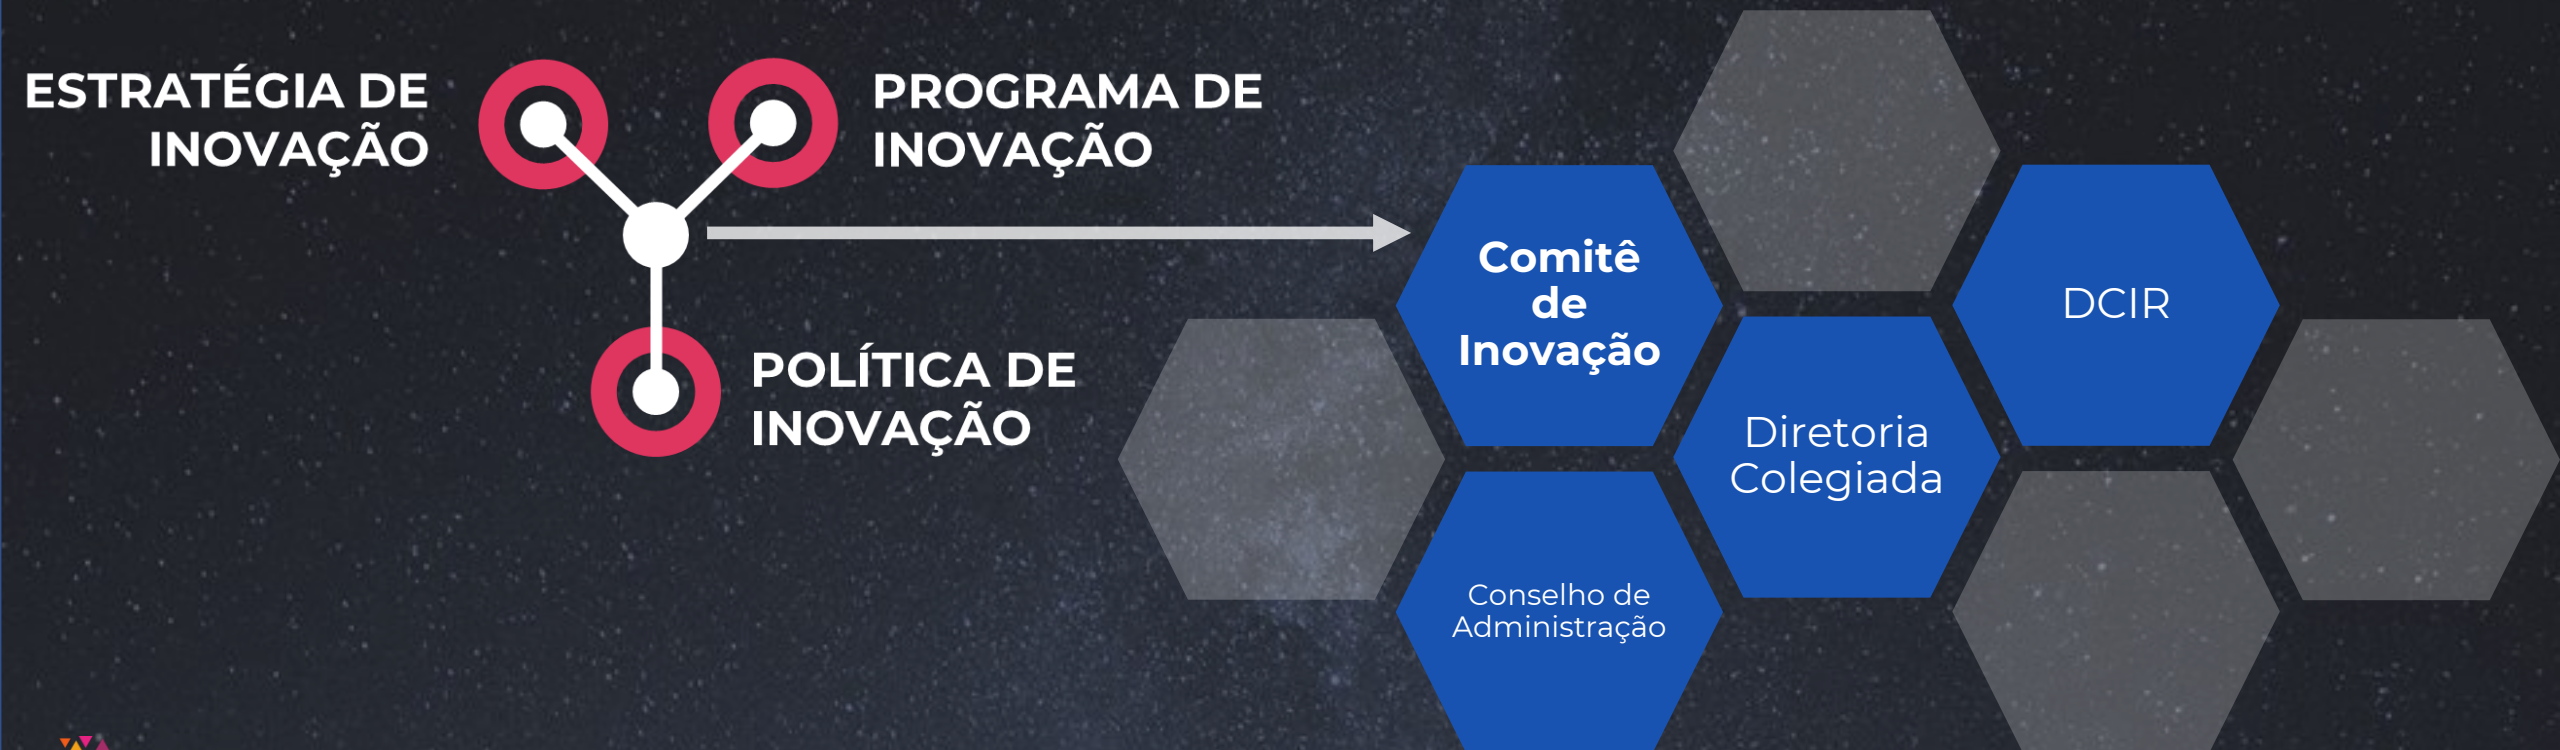 ESTRATÉGIA DE
INOVAÇÃO
PROGRAMA DE
INOVAÇÃO
POLÍTICA DE
INOVAÇÃO
Comitê
de
Inovação
DCIR
Diretoria
Colegiada
Conselho de
Administração